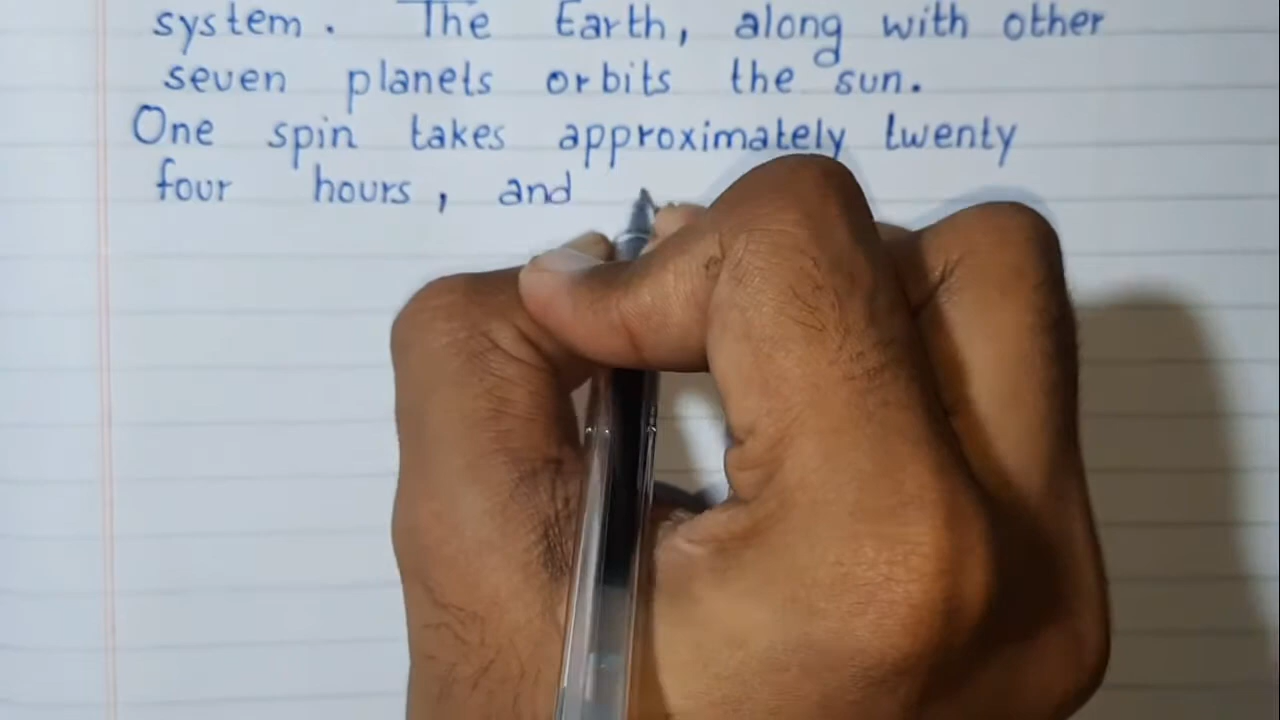 system. The Earth, along with other
seven planets orbits the sun.
One spin takes approximately twenty
four hours, and